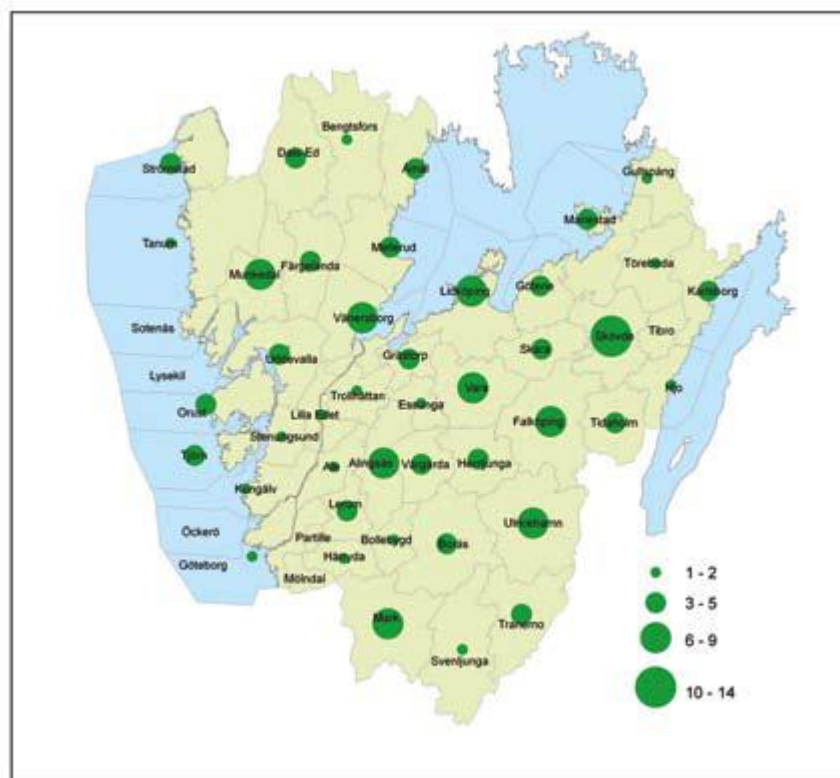 Bengtsfors
Dals-Ed
Strömstad
Åmål
Gullspång
Mariestad
Tanum
Mellerud
Färgelanda
Munkedal
Töreboda
Lidköping
Götene
Karlsborg
Vänersborg
Sotenäs
Tibro
Skövde
Skara
Uddevalla
Grästorp
Lysekil
Trollhättan
Vara
Hjo
Essunga
Orust
Lilla Edet
Falköping
Tidaholm
Stenungsund
Tjörn
Ale
Alingsås
Vårgårda
Herrljunga
Kungälv
Lerum
Ulricehamn
Öckerö
Partille
Bollebygd
Borås
Göteborg
Härryda
Mölndal
1 - 2
3 - 5
Mark
Tranemo
6 - 9
Svenljunga
10 - 14